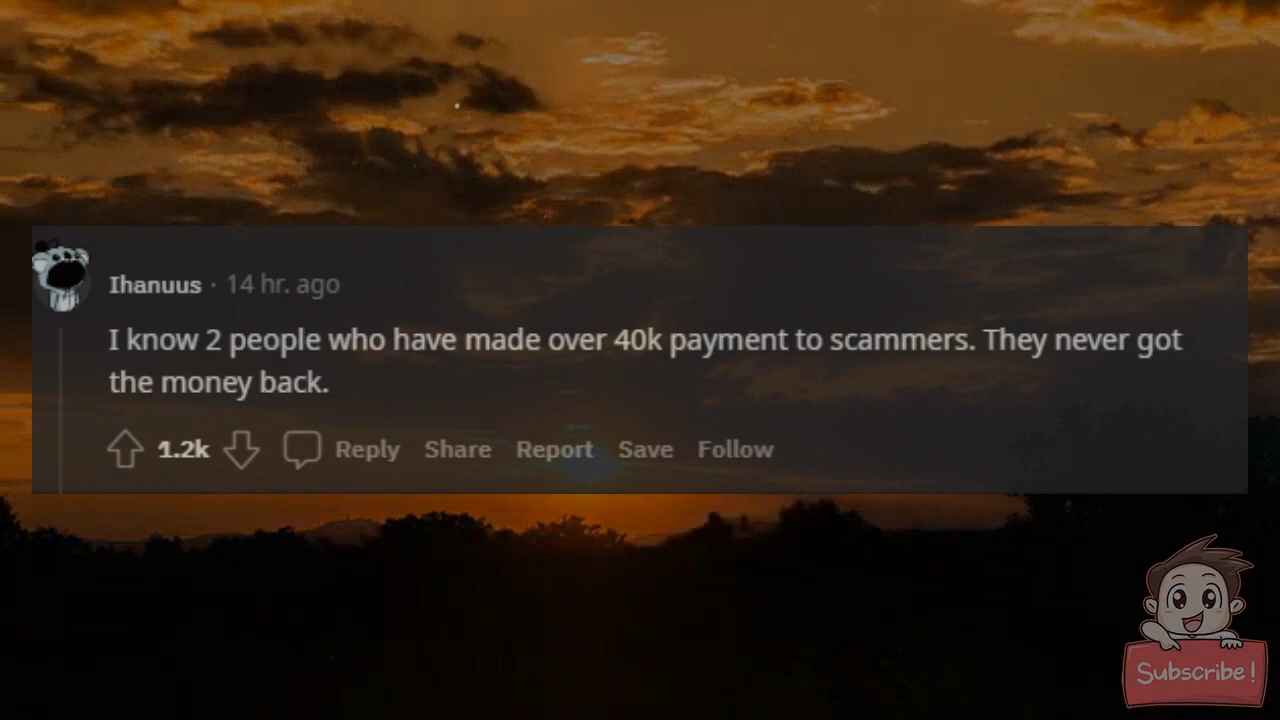 Ihanuus · 14 hr. ago
I know 2 people who have made over 40k payment to scammers. They never got
the money back.
1.2k Reply Share Report Save Follow
Subscribe!